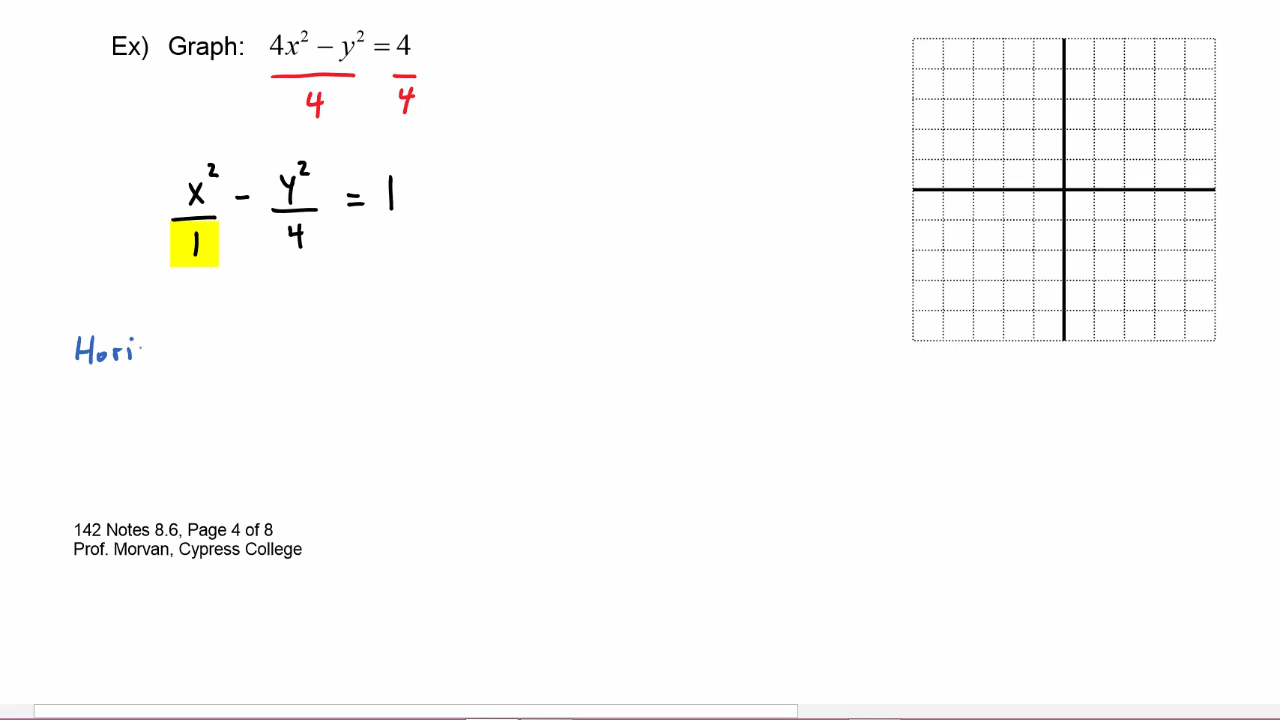 Ex) Graph: 4x² − y² = 4
4 4
x² - y² = 1
1 4
Hori
142 Notes 8.6, Page 4 of 8
Prof. Morvan, Cypress College